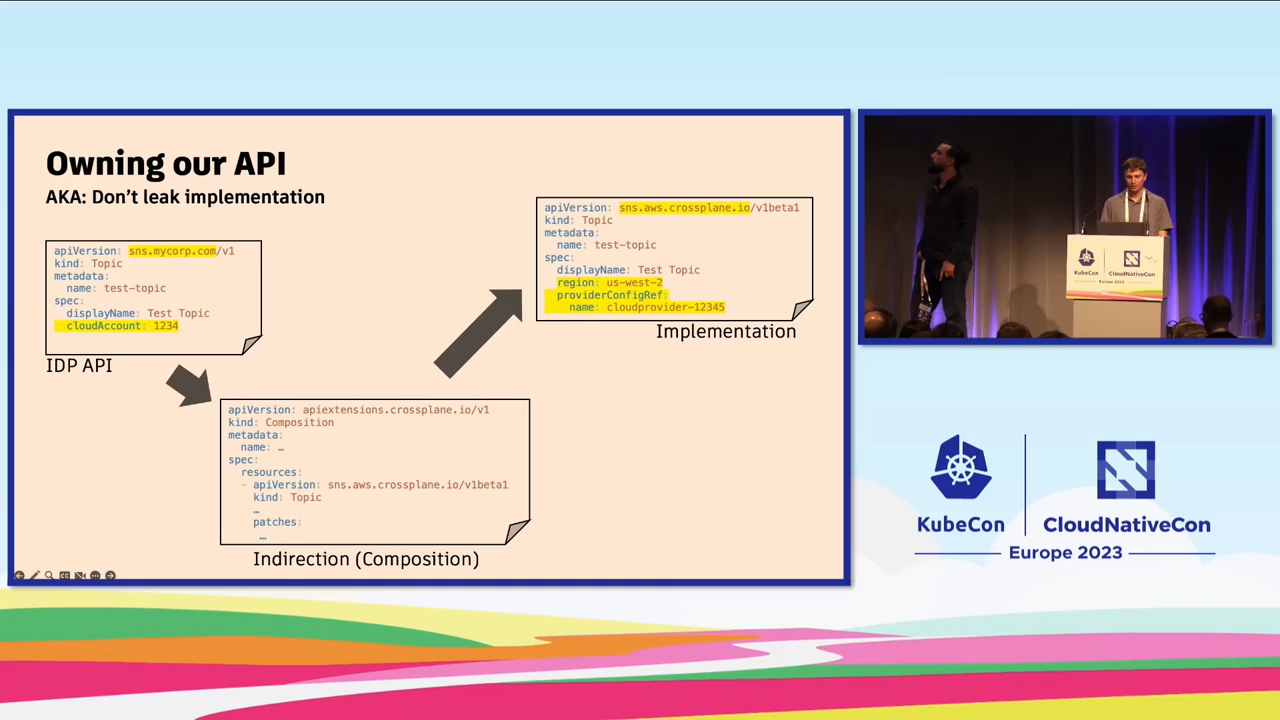 Owning our API
AKA: Don’t leak implementation
apiVersion: sns.mycorp.com/v1
kind: Topic
metadata:
name: test-topic
spec:
displayName: Test Topic
cloudAccount: 1234
IDP API
apiVersion: apiextensions.crossplane.io/v1
kind: Composition
metadata:
name: …
spec:
resources:
- apiVersion: sns.aws.crossplane.io/v1beta1
kind: Topic
…
patches:
…
Indirection (Composition)
apiVersion: sns.aws.crossplane.io/v1beta1
kind: Topic
metadata:
name: test-topic
spec:
displayName: Test Topic
region: us-west-2
providerConfigRef:
name: cloudprovider-12345
Implementation
KubeCon
CloudNativeCon
Europe 2023
KubeCon
CloudNativeCon
Europe 2023